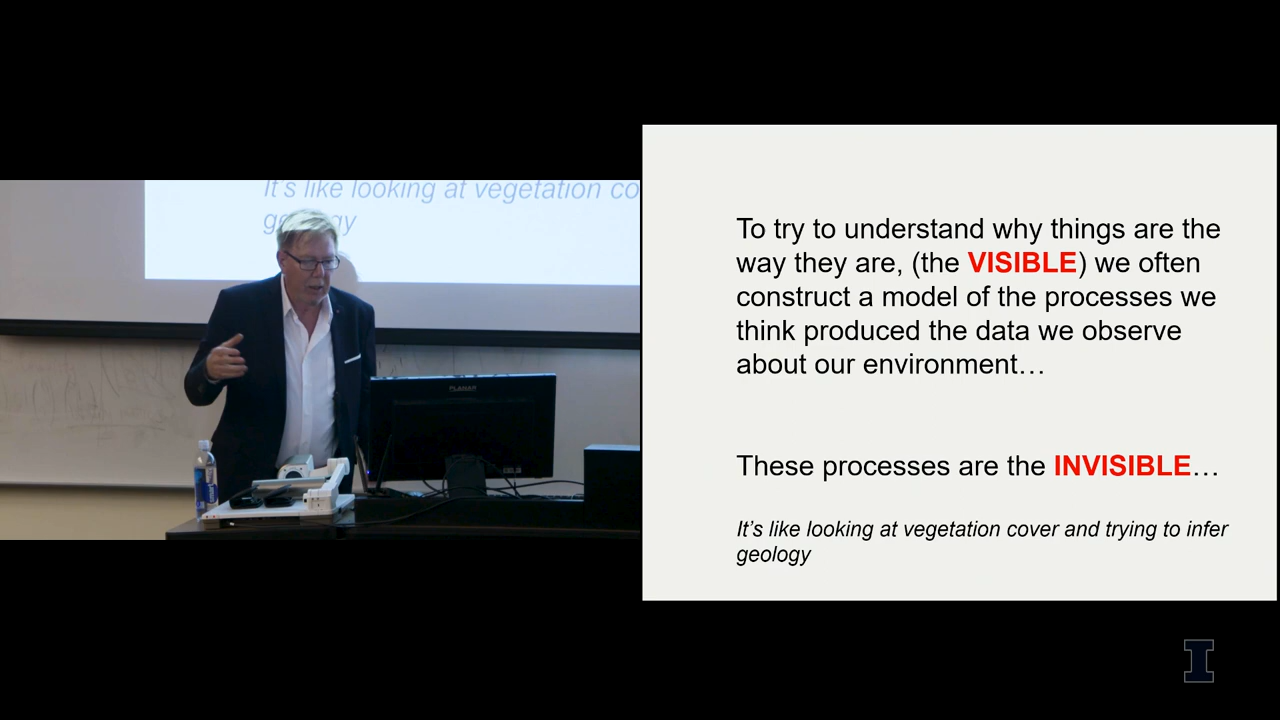 It's like looking at vegetation co
geology
PLANAR
To try to understand why things are the
way they are, (the VISIBLE) we often
construct a model of the processes we
think produced the data we observe
about our environment…
These processes are the INVISIBLE…
It's like looking at vegetation cover and trying to infer
geology
I